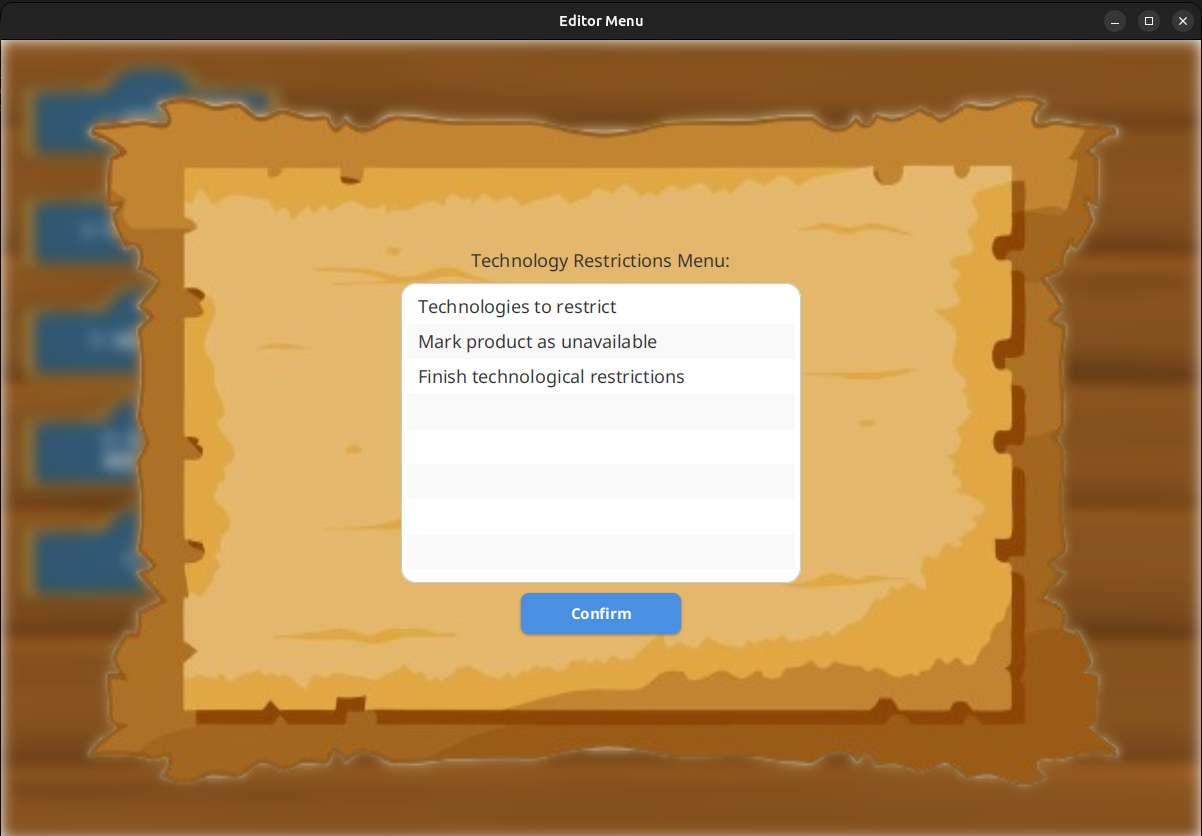 Editor Menu
Technology Restrictions Menu:
Technologies to restrict
Mark product as unavailable
Finish technological restrictions
Confirm